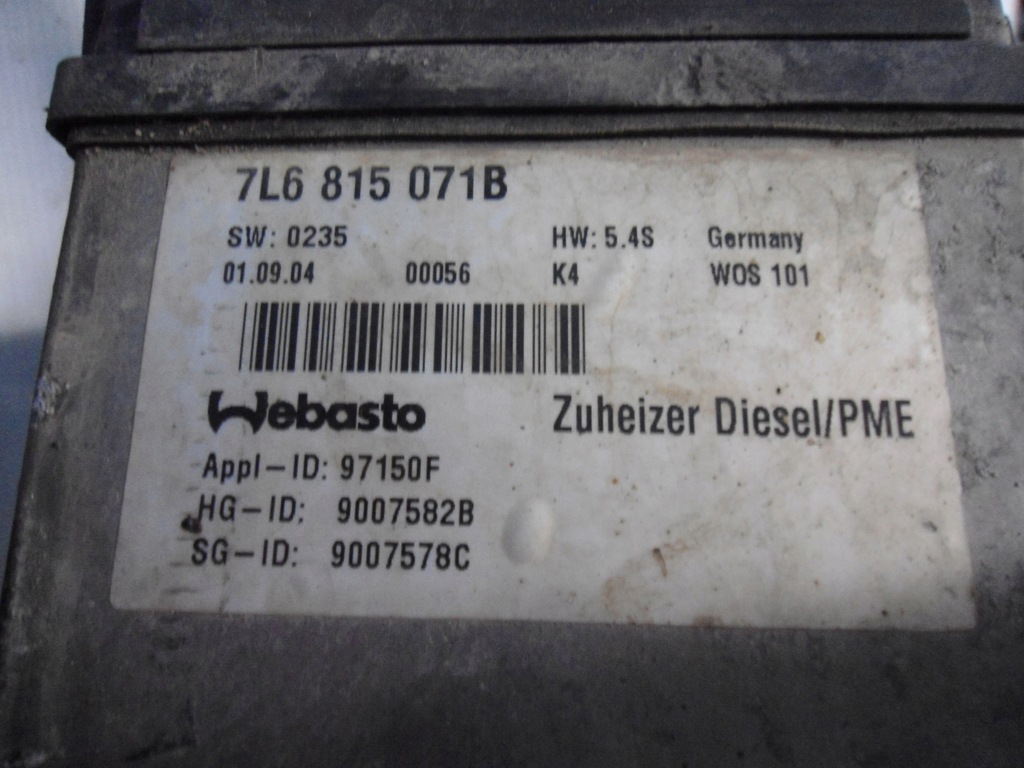 7L6 815 071B
SW: 0235 HW: 5.4S Germany
01.09.04 00056 K4 WOS 101
Webasto Zuheizer Diesel/PME
Appl-ID: 97150F
HG-ID: 9007582B
SG-ID: 9007578C